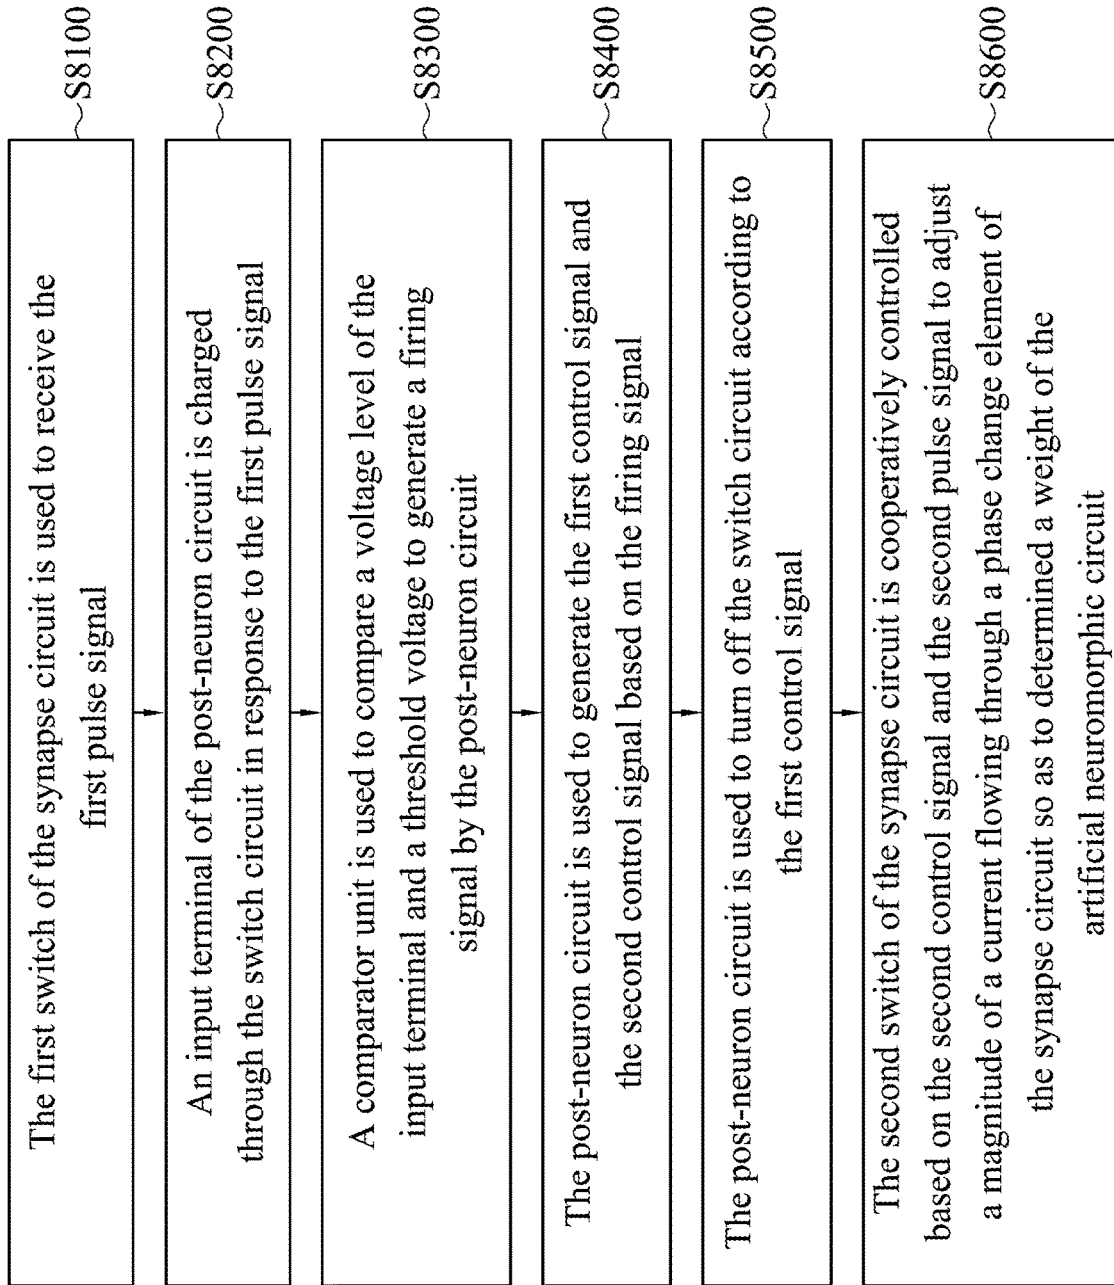 The first switch of the synapse circuit is used to receive the
first pulse signal
S8100
An input terminal of the post-neuron circuit is charged
through the switch circuit in response to the first pulse signal
S8200
A comparator unit is used to compare a voltage level of the
input terminal and a threshold voltage to generate a firing
signal by the post-neuron circuit
S8300
The post-neuron circuit is used to generate the first control signal and
the second control signal based on the firing signal
S8400
The post-neuron circuit is used to turn off the switch circuit according to
the first control signal
S8500
The second switch of the synapse circuit is cooperatively controlled
based on the second control signal and the second pulse signal to adjust
a magnitude of a current flowing through a phase change element of
the synapse circuit so as to determined a weight of the
artificial neuromorphic circuit
S8600